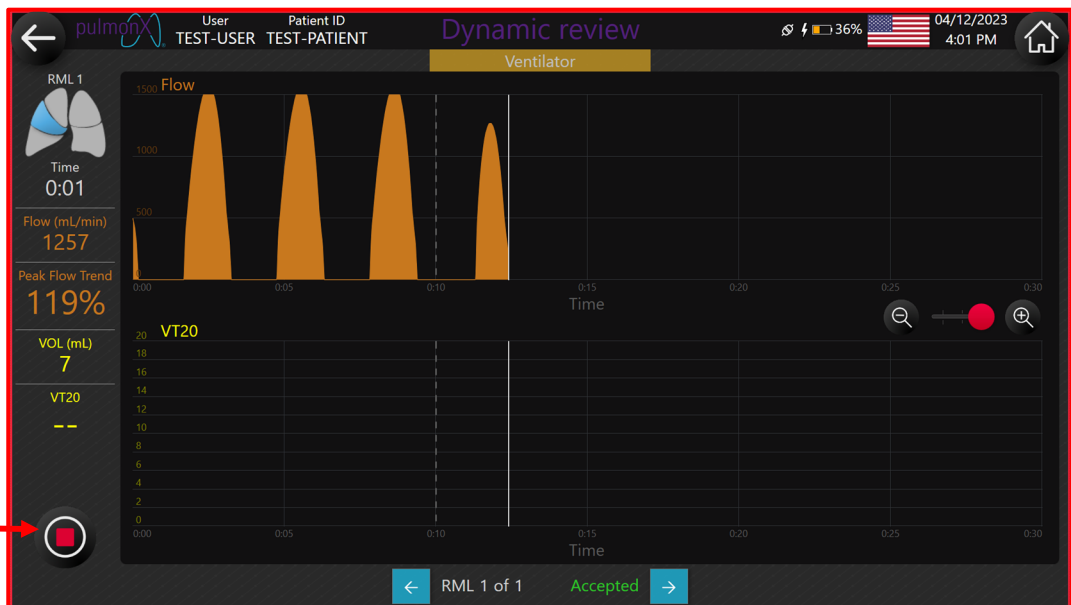 pulmonX
User
TEST-USER
Patient ID
TEST-PATIENT
Dynamic review
36%
04/12/2023
4:01 PM
Ventilator
RML 1
Time
0:01
Flow (mL/min)
1257
Peak Flow Trend
119%
VOL (mL)
7
VT20
--
Flow
1500
1000
500
0
0:00 0:05 0:10 0:15 0:20 0:25 0:30
Time
VT20
20
18
16
14
12
10
8
6
4
2
0
0:00 0:05 0:10 0:15 0:20 0:25 0:30
Time
RML 1 of 1 Accepted